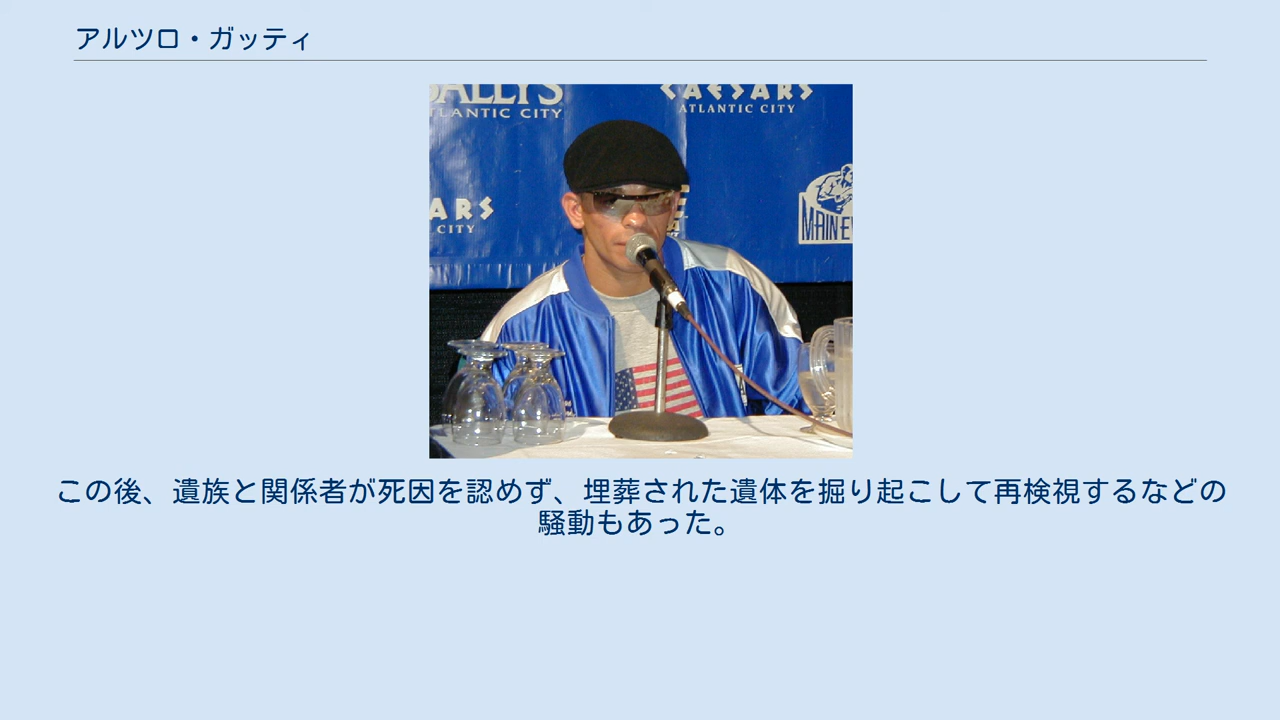 アルツロ・ガッティ
BALLY'S
ATLANTIC CITY
CAESARS
ATLANTIC CITY
ARS
CITY
MAIN EV
この後、遺族と関係者が死因を認めず、埋葬された遺体を掘り起こして再検視するなどの
騒動もあった。